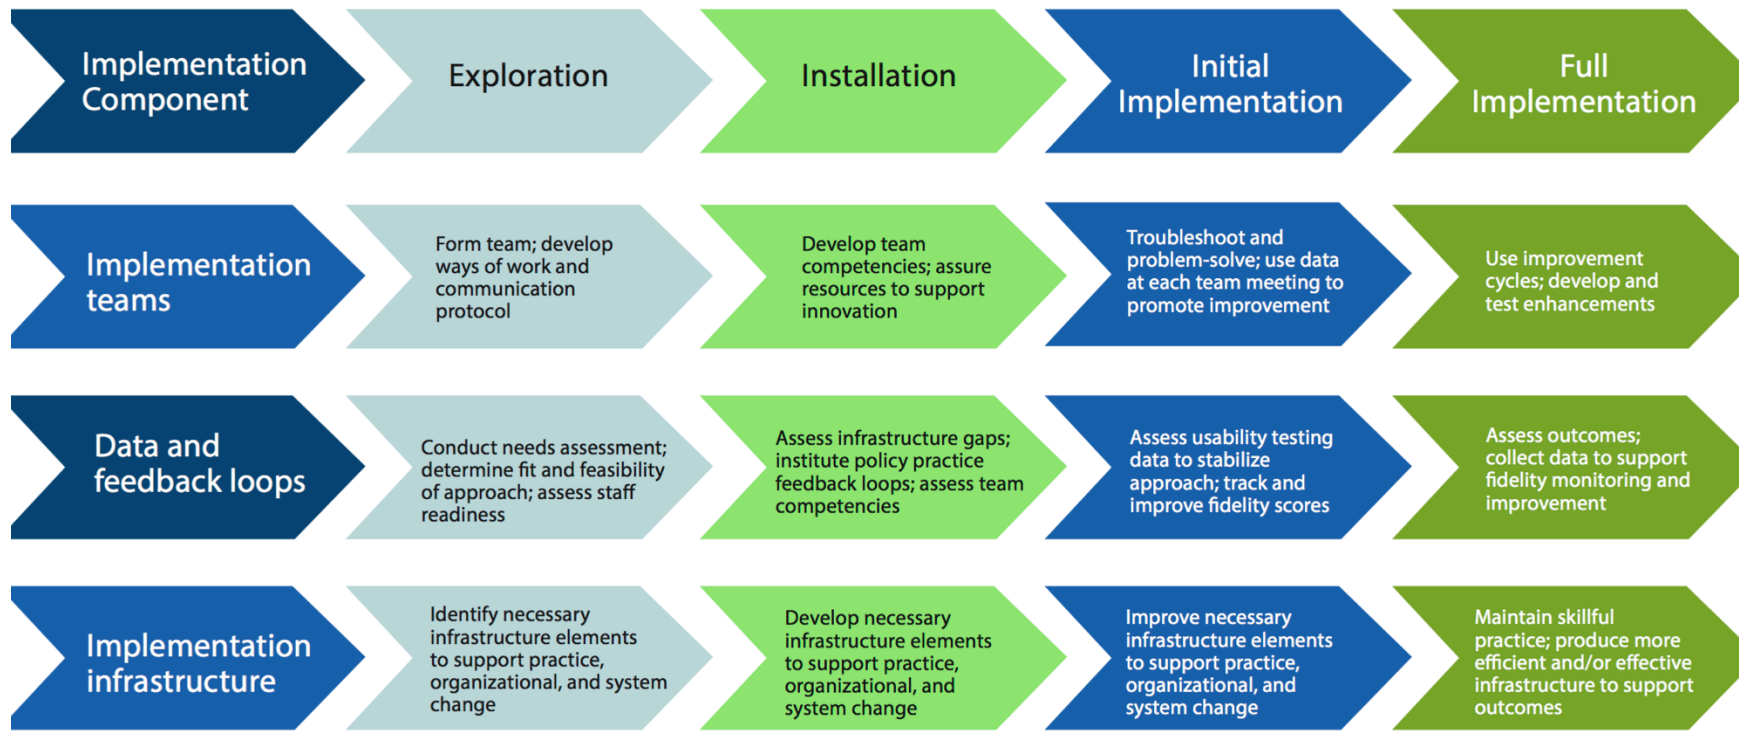 Implementation
Component
Exploration
Installation
Initial
Implementation
Full
Implementation
Implementation
teams
Form team; develop
ways of work and
communication
protocol
Develop team
competencies; assure
resources to support
innovation
Troubleshoot and
problem-solve; use data
at each team meeting to
promote improvement
Use improvement
cycles; develop and
test enhancements
Data and
feedback loops
Conduct needs assessment;
determine fit and feasibility
of approach; assess staff
readiness
Assess infrastructure gaps;
institute policy practice
feedback loops; assess team
competencies
Assess usability testing
data to stabilize
approach; track and
improve fidelity scores
Assess outcomes;
collect data to support
fidelity monitoring and
improvement
Implementation
infrastructure
Identify necessary
infrastructure elements
to support practice,
organizational, and system
change
Develop necessary
infrastructure elements
to support practice,
organizational, and
system change
Improve necessary
infrastructure elements
to support practice,
organizational, and
system change
Maintain skillful
practice; produce more
efficient and/or effective
infrastructure to support
outcomes